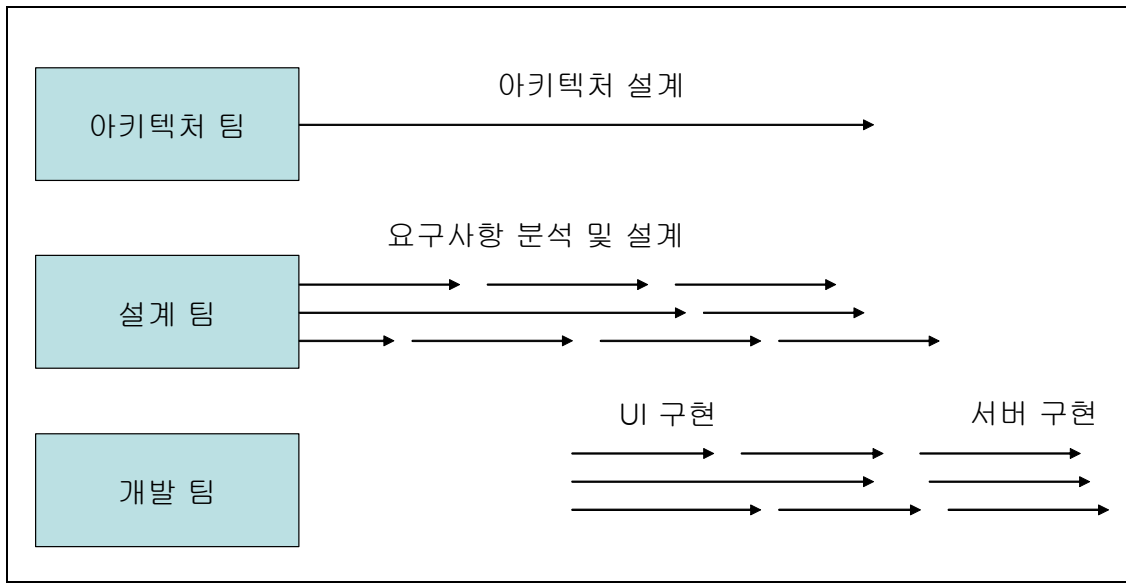 아키텍처 설계
아키텍처 팀
요구사항 분석 및 설계
설계 팀
UI 구현
서버 구현
개발 팀